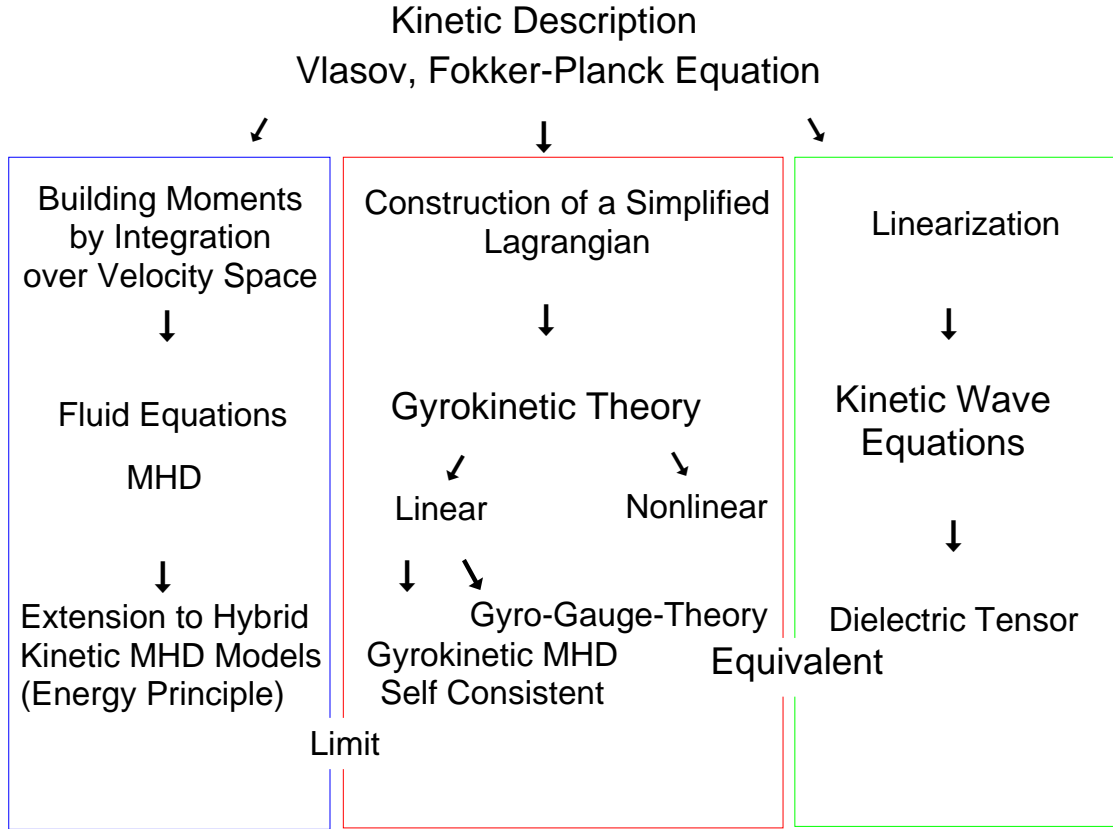 Kinetic Description
Vlasov, Fokker-Planck Equation
Building Moments
by Integration
over Velocity Space
Fluid Equations
MHD
Extension to Hybrid
Kinetic MHD Models
(Energy Principle)
Limit
Construction of a Simplified
Lagrangian
Gyrokinetic Theory
Linear
Nonlinear
Gyro-Gauge-Theory
Gyrokinetic MHD
Self Consistent
Equivalent
Linearization
Kinetic Wave
Equations
Dielectric Tensor